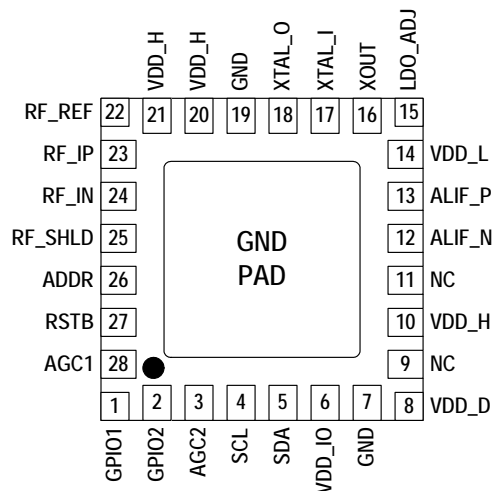 VDD_H
VDD_H
GND
XTAL_O
XTAL_I
XOUT
LDO_ADJ
RF_REF 22 21 20 19 18 17 16 15
RF_IP 23 14 VDD_L
RF_IN 24 13 ALIF_P
RF_SHLD 25 12 ALIF_N
GND
PAD
ADDR 26 11 NC
RSTB 27 10 VDD_H
AGC1 28 9 NC
1 2 3 4 5 6 7 8 VDD_D
GPIO1
GPIO2
AGC2
SCL
SDA
VDD_IO
GND